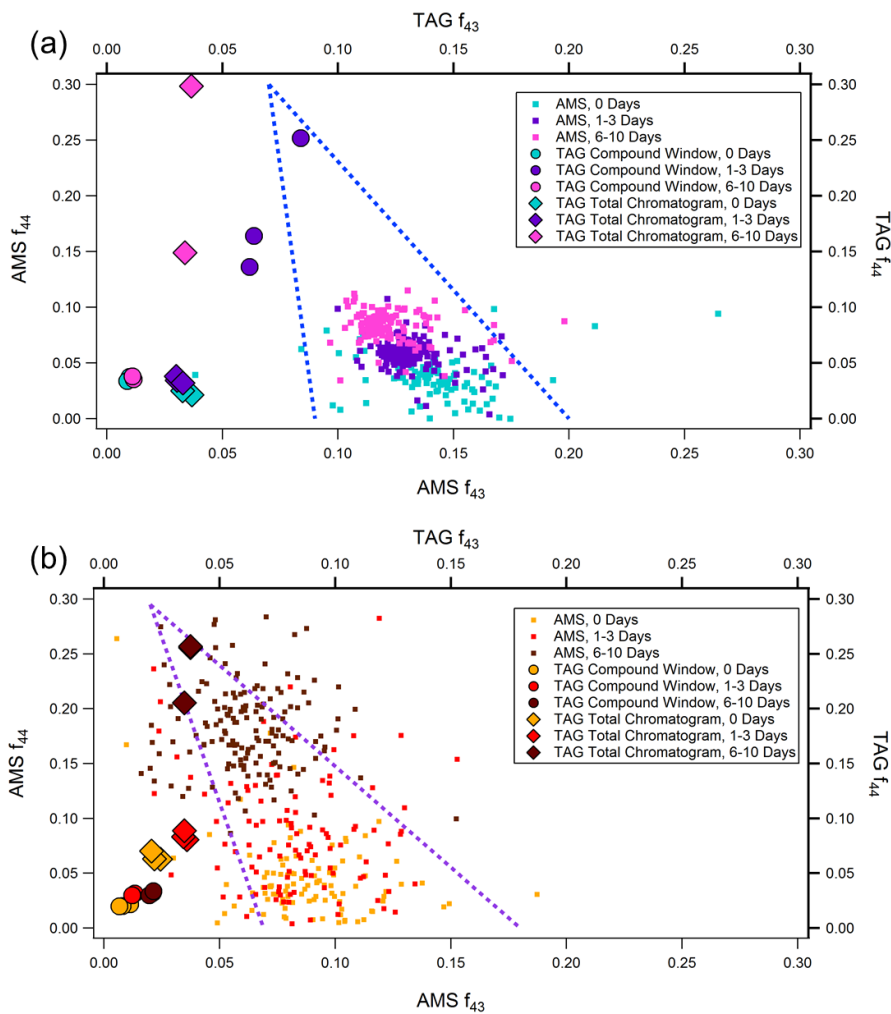 (a)
TAG f43
0.00 0.05 0.10 0.15 0.20 0.25 0.30
0.30 0.30
0.25 0.25
0.20 0.20
0.15 0.15
0.10 0.10
0.05 0.05
0.00 0.00
AMS f44
TAG f44
AMS, 0 Days
AMS, 1-3 Days
AMS, 6-10 Days
TAG Compound Window, 0 Days
TAG Compound Window, 1-3 Days
TAG Compound Window, 6-10 Days
TAG Total Chromatogram, 0 Days
TAG Total Chromatogram, 1-3 Days
TAG Total Chromatogram, 6-10 Days
0.00 0.05 0.10 0.15 0.20 0.25 0.30
AMS f43
(b)
TAG f43
0.00 0.05 0.10 0.15 0.20 0.25 0.30
0.30 0.30
0.25 0.25
0.20 0.20
0.15 0.15
0.10 0.10
0.05 0.05
0.00 0.00
AMS f44
TAG f44
AMS, 0 Days
AMS, 1-3 Days
AMS, 6-10 Days
TAG Compound Window, 0 Days
TAG Compound Window, 1-3 Days
TAG Compound Window, 6-10 Days
TAG Total Chromatogram, 0 Days
TAG Total Chromatogram, 1-3 Days
TAG Total Chromatogram, 6-10 Days
0.00 0.05 0.10 0.15 0.20 0.25 0.30
AMS f43